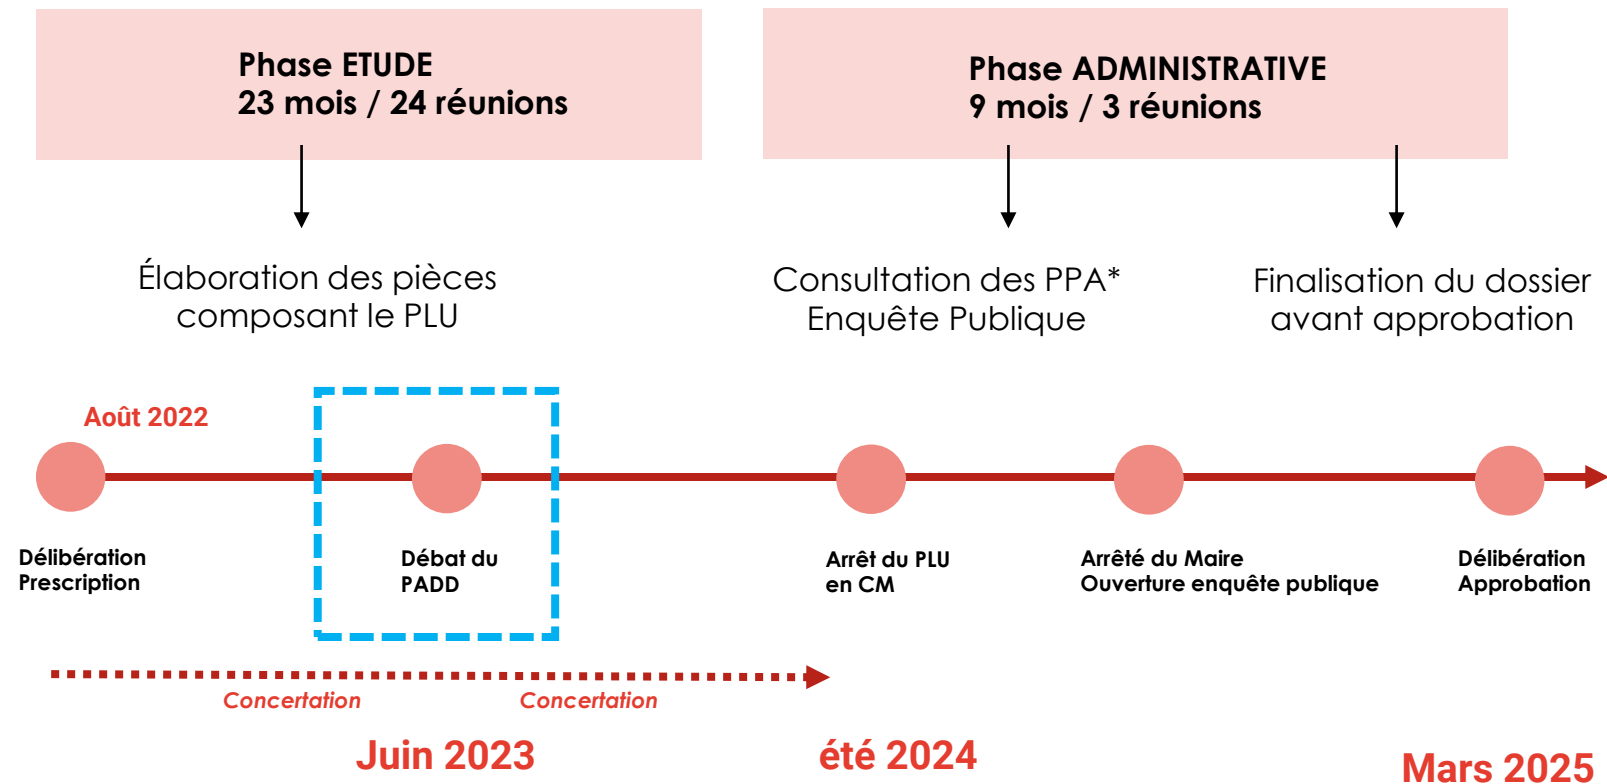 Phase ETUDE
23 mois / 24 réunions
Phase ADMINISTRATIVE
9 mois / 3 réunions
Élaboration des pièces
composant le PLU
Consultation des PPA*
Enquête Publique
Finalisation du dossier
avant approbation
Août 2022
Délibération
Prescription
Débat du
PADD
Arrêt du PLU
en CM
Arrêté du Maire
Ouverture enquête publique
Délibération
Approbation
Concertation
Concertation
Juin 2023
été 2024
Mars 2025